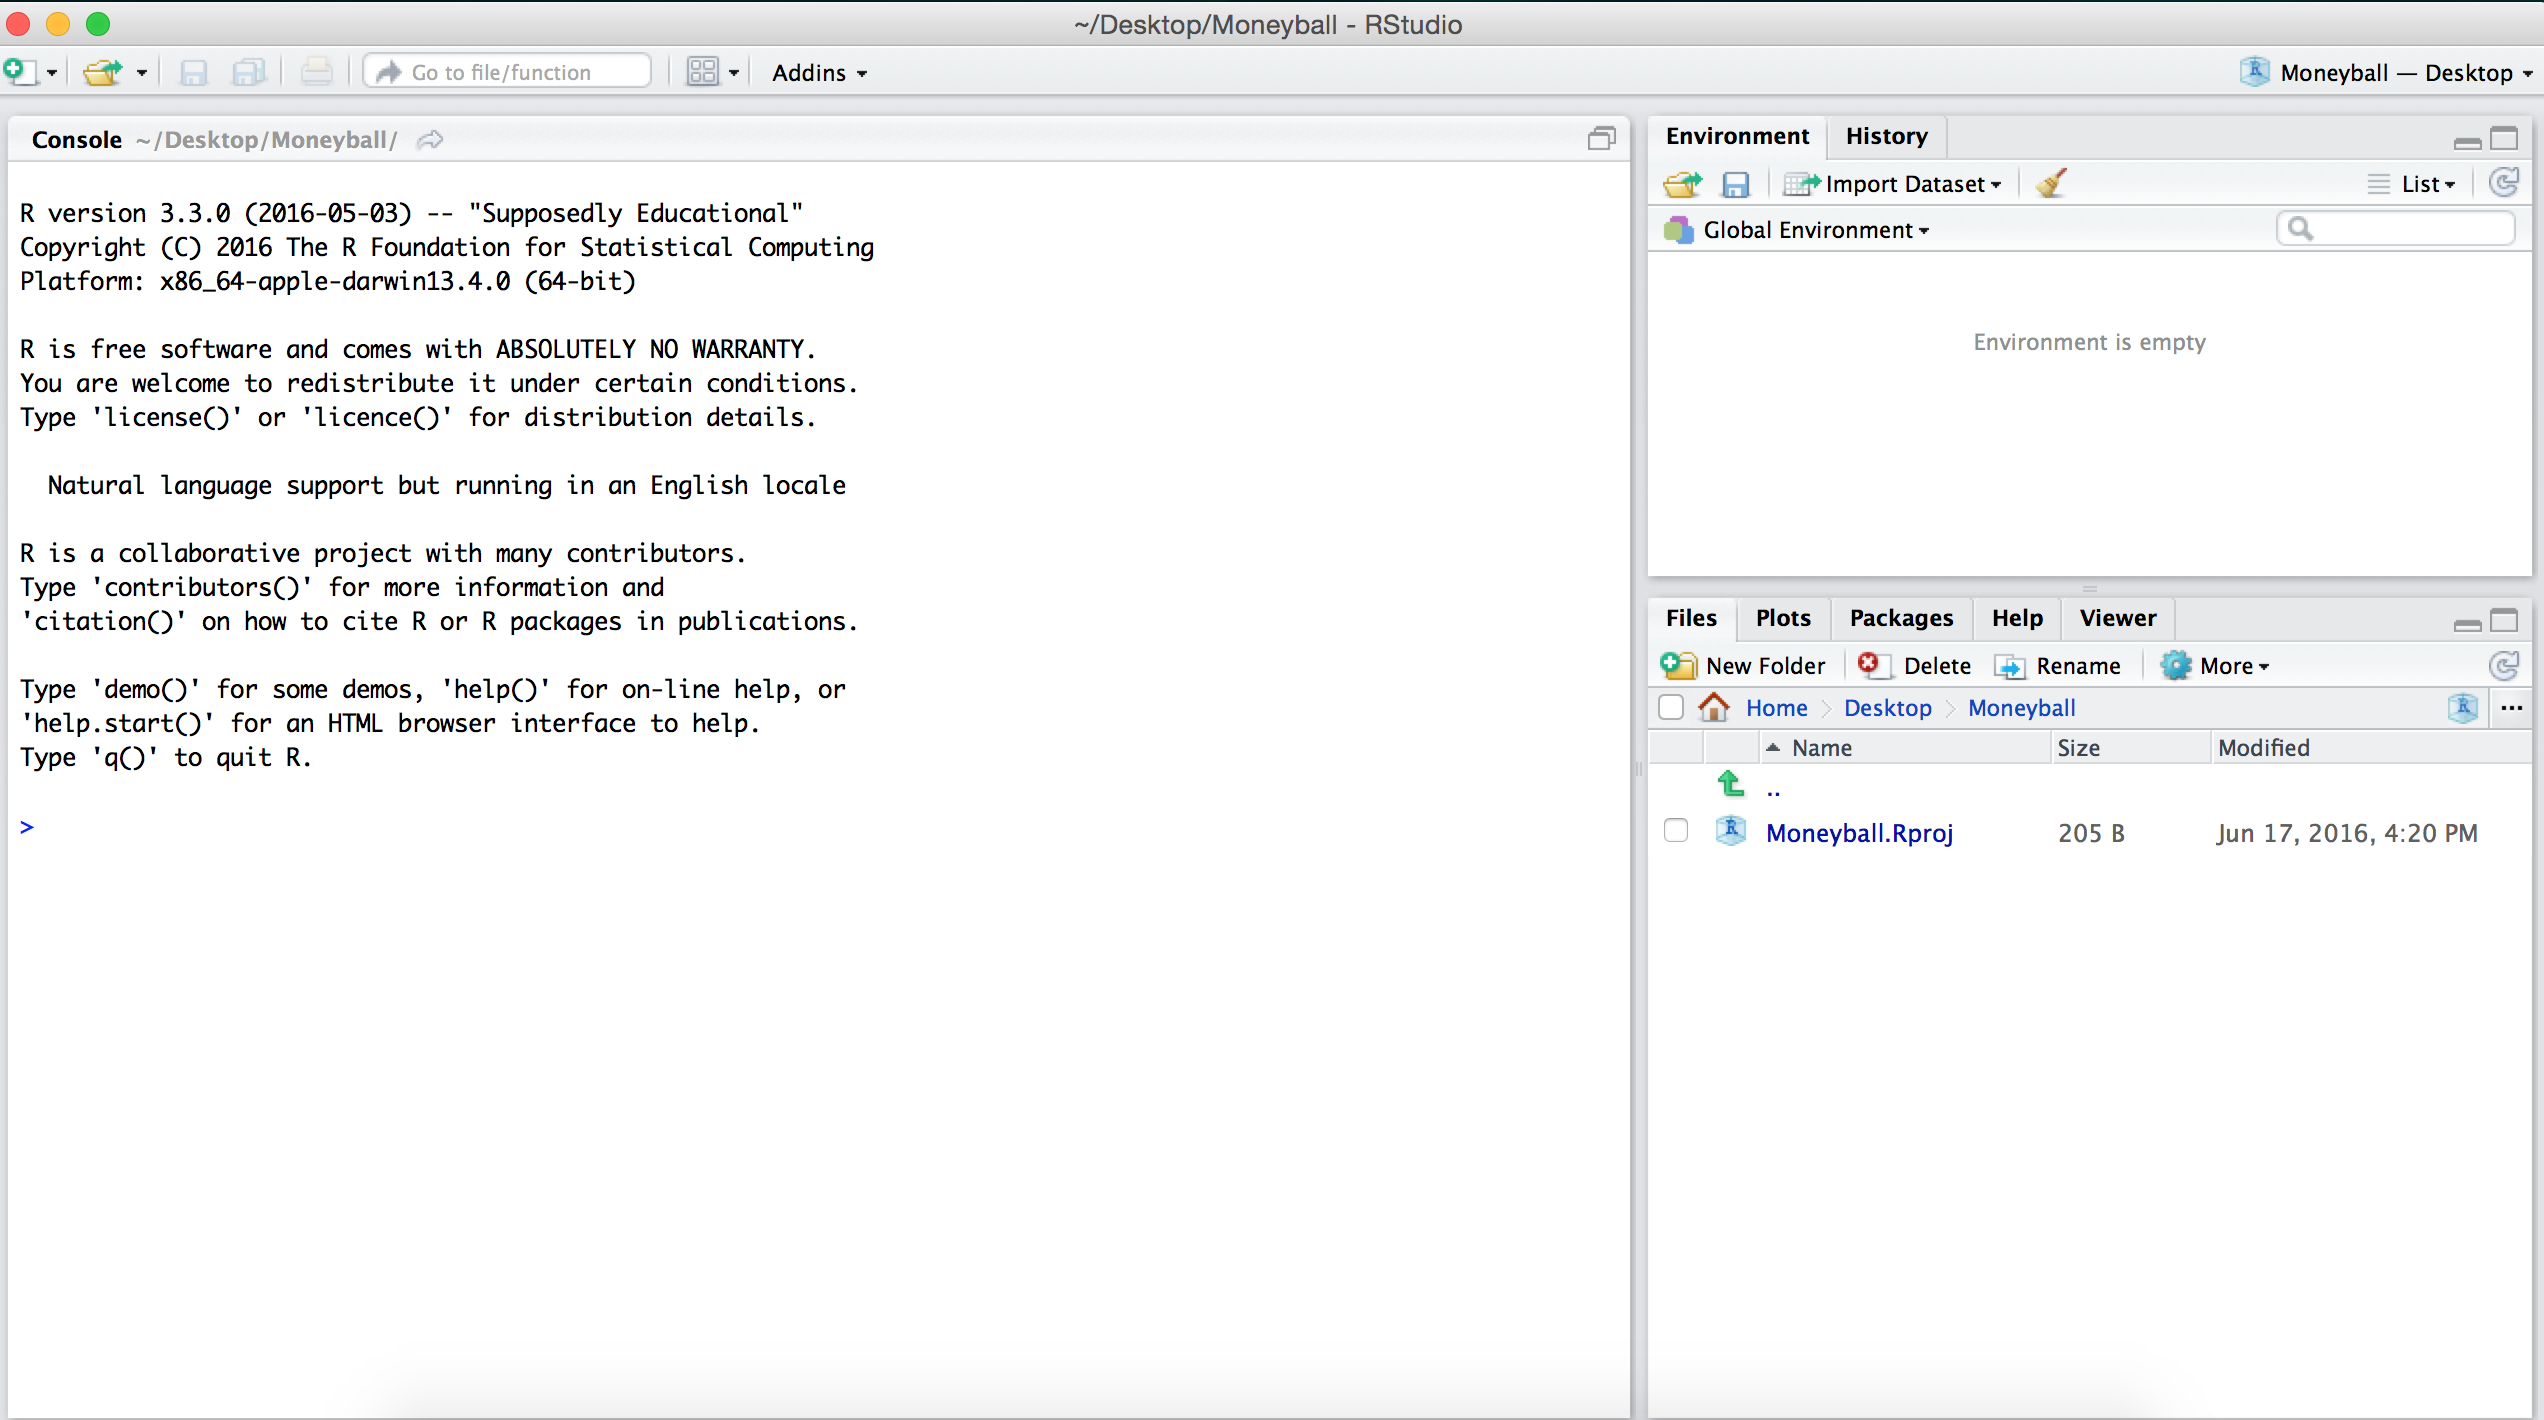 ~/Desktop/Moneyball - RStudio
Go to file/function
Addins
Moneyball — Desktop
Console ~/Desktop/Moneyball/
R version 3.3.0 (2016-05-03) -- "Supposedly Educational"
Copyright (C) 2016 The R Foundation for Statistical Computing
Platform: x86_64-apple-darwin13.4.0 (64-bit)
R is free software and comes with ABSOLUTELY NO WARRANTY.
You are welcome to redistribute it under certain conditions.
Type 'license()' or 'licence()' for distribution details.
Natural language support but running in an English locale
R is a collaborative project with many contributors.
Type 'contributors()' for more information and
'citation()' on how to cite R or R packages in publications.
Type 'demo()' for some demos, 'help()' for on-line help, or
'help.start()' for an HTML browser interface to help.
Type 'q()' to quit R.
>
Environment History
Import Dataset List
Global Environment
Environment is empty
Files Plots Packages Help Viewer
New Folder Delete Rename More
Home Desktop Moneyball ...
Name Size Modified
..
Moneyball.Rproj 205 B Jun 17, 2016, 4:20 PM